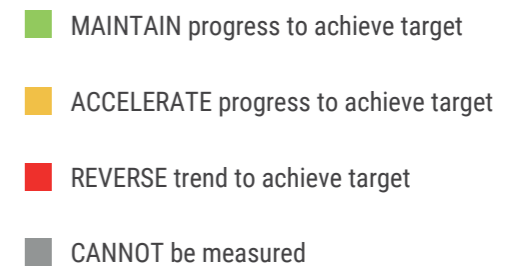 MAINTAIN progress to achieve target
ACCELERATE progress to achieve target
REVERSE trend to achieve target
CANNOT be measured